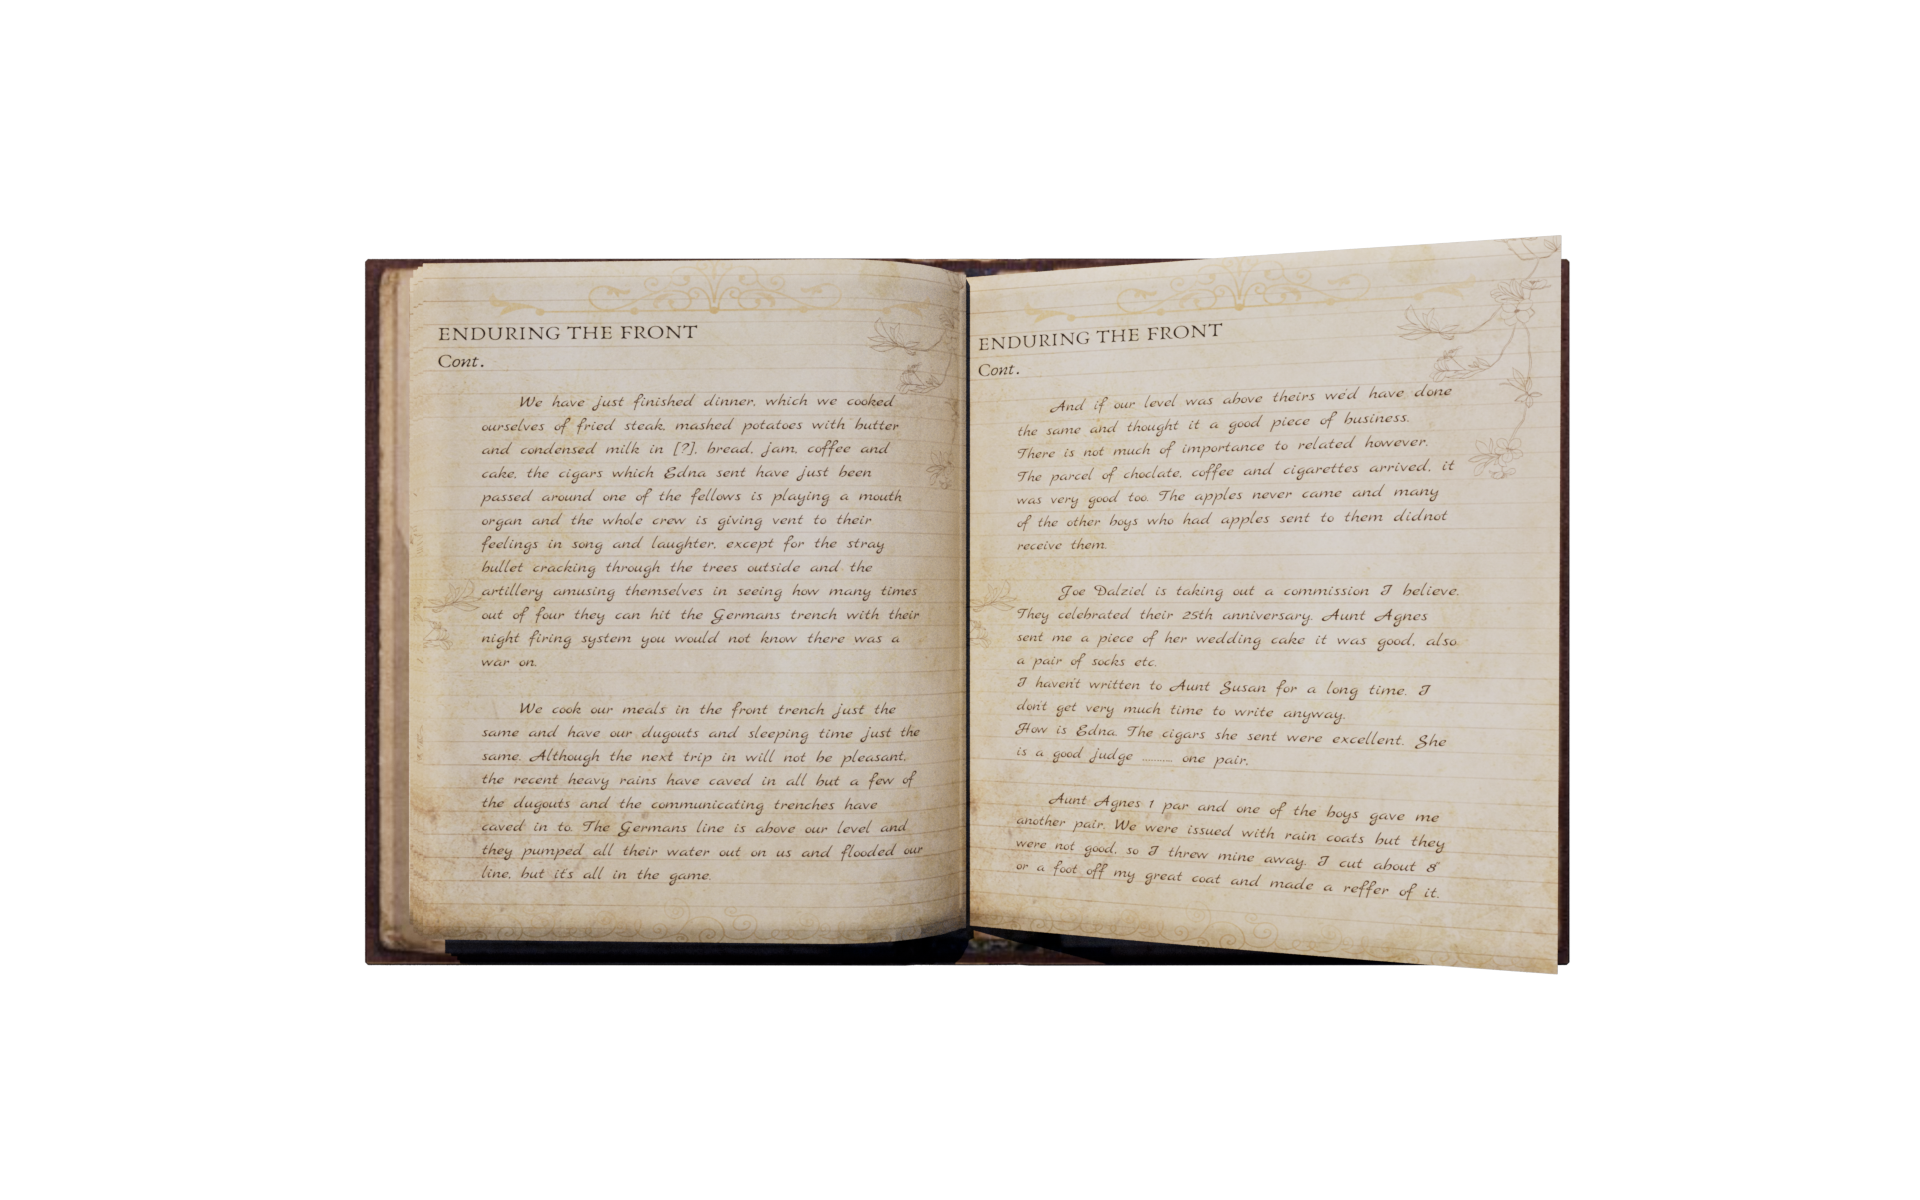 ENDURING THE FRONT
Cont.
We have just finished dinner, which we cooked
ourselves of fried steak, mashed potatoes with butter
and condensed milk in [?], bread, jam, coffee and
cake, the cigars which Edna sent have just been
passed around one of the fellows is playing a mouth
organ and the whole crew is giving vent to their
feelings in song and laughter, except for the stray
bullet cracking through the trees outside and the
artillery amusing themselves in seeing how many times
out of four they can hit the Germans trench with their
night firing system you would not know there was a
war on.
We cook our meals in the front trench just the
same and have our dugouts and sleeping time just the
same. Although the next trip in will not be pleasant,
the recent heavy rains have caved in all but a few of
the dugouts and the communicating trenches have
caved in to. The Germans line is above our level and
they pumped all their water out on us and flooded our
line, but it's all in the game.
ENDURING THE FRONT
Cont.
And if our level was above theirs we'd have done
the same and thought it a good piece of business.
There is not much of importance to related however.
The parcel of choclate, coffee and cigarettes arrived, it
was very good too. The apples never came and many
of the other boys who had apples sent to them didnot
receive them.
Joe Dalziel is taking out a commission I believe.
They celebrated their 25th anniversary. Aunt Agnes
sent me a piece of her wedding cake it was good, also
a pair of socks etc.
I haven't written to Aunt Susan for a long time. I
don't get very much time to write anyway.
How is Edna. The cigars she sent were excellent. She
is a good judge .......... one pair,
Aunt Agnes 1 par and one of the boys gave me
another pair. We were issued with rain coats but they
were not good, so I threw mine away. I cut about 8
or a foot off my great coat and made a reffer of it.